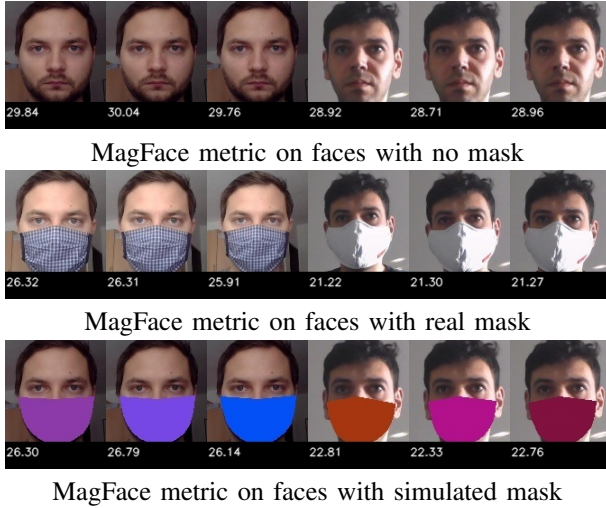 29.84 30.04 29.76 28.92 28.71 28.96
MagFace metric on faces with no mask
26.32 26.31 25.91 21.22 21.30 21.27
MagFace metric on faces with real mask
26.30 26.79 26.14 22.81 22.33 22.76
MagFace metric on faces with simulated mask